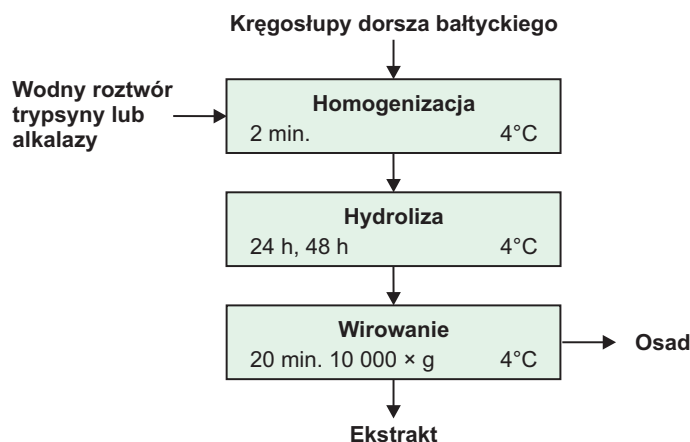 Kręgosłupy dorsza bałtyckiego
Wodny roztwór
trypsyny lub
alkalazy
Homogenizacja
2 min. 4°C
Hydroliza
24 h, 48 h 4°C
Wirowanie
20 min. 10 000 × g 4°C
Osad
Ekstrakt